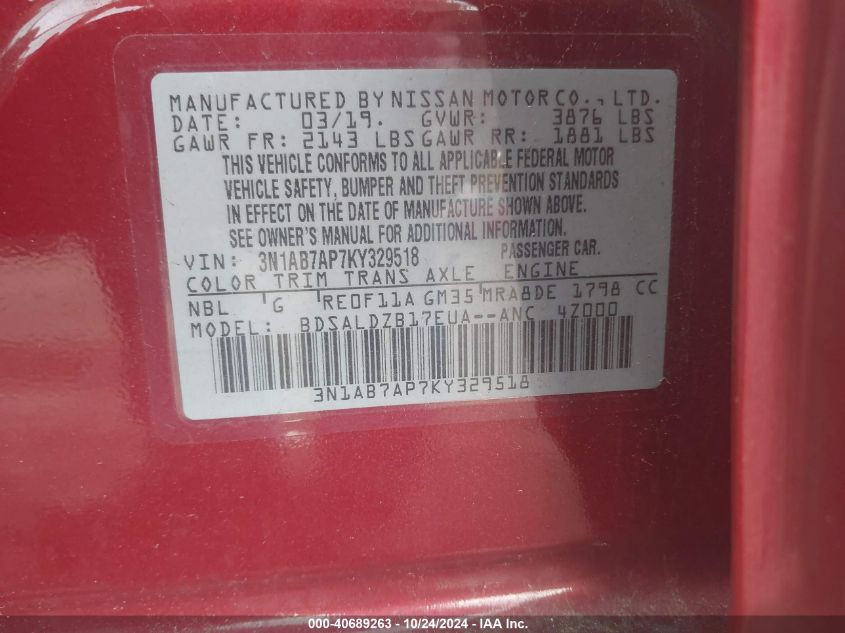 MANUFACTURED BY NISSAN MOTOR CO., LTD.
DATE: 03/19. GVWR: 3876 LBS
GAWR FR: 2143 LBS GAWR RR: 1881 LBS
THIS VEHICLE CONFORMS TO ALL APPLICABLE FEDERAL MOTOR
VEHICLE SAFETY, BUMPER AND THEFT PREVENTION STANDARDS
IN EFFECT ON THE DATE OF MANUFACTURE SHOWN ABOVE.
SEE OWNER'S MANUAL FOR ADDITIONAL INFORMATION.
VIN: 3N1AB7AP7KY329518 PASSENGER CAR.
COLOR TRIM TRANS AXLE ENGINE
NBL G RE0F11A GM35 MRA8DE 1798 CC
MODEL: BDSALDZB17EUA--ANC 4Z000
3N1AB7AP7KY329518
000-40689263 - 10/24/2024 - IAA, Inc.